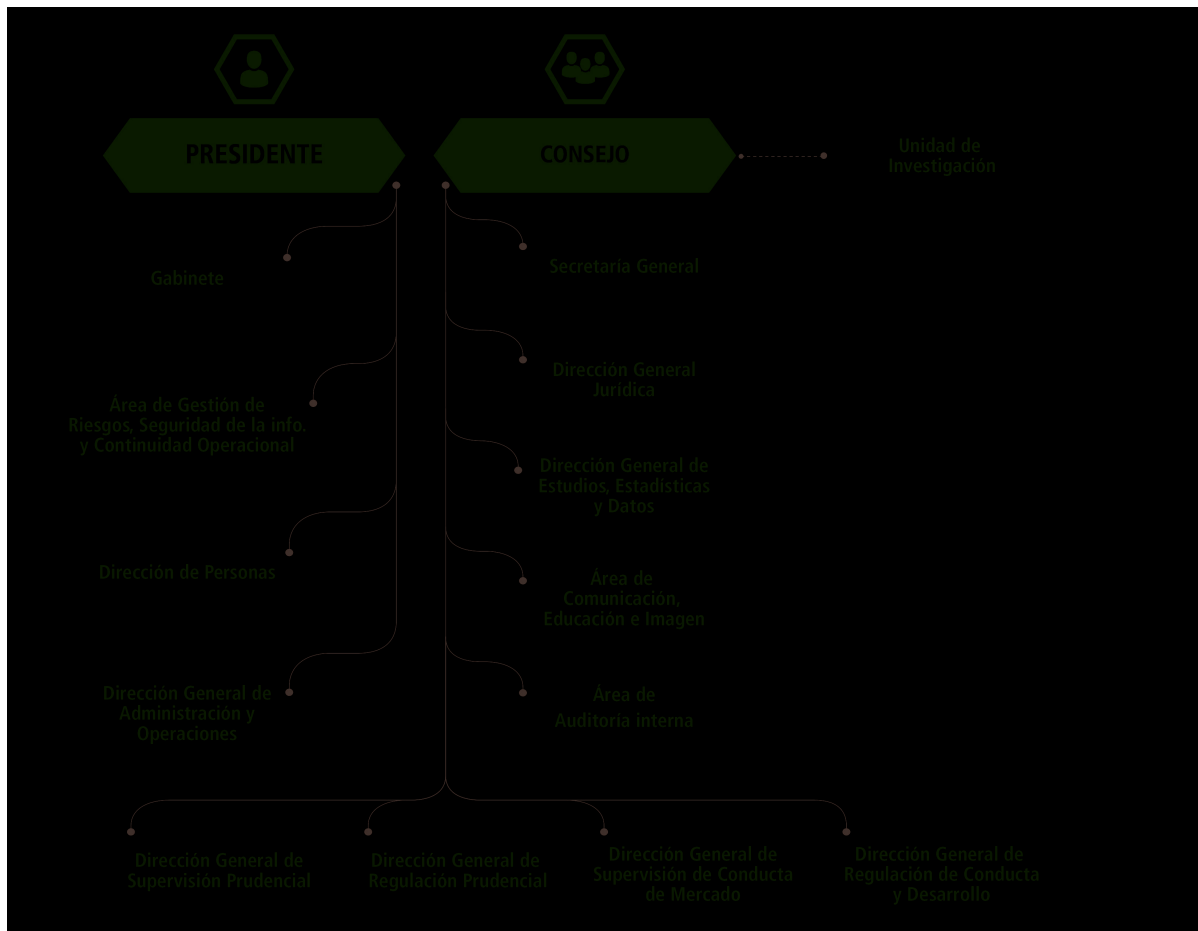 PRESIDENTE
CONSEJO
Unidad de
Investigación
Gabinete
Secretaría General
Área de Gestión de
Riesgos, Seguridad de la info.
y Continuidad Operacional
Dirección General
Jurídica
Dirección General de
Estudios, Estadísticas
y Datos
Dirección de Personas
Área de
Comunicación,
Educación e Imagen
Dirección General de
Administración y
Operaciones
Área de
Auditoría interna
Dirección General de
Supervisión Prudencial
Dirección General de
Regulación Prudencial
Dirección General de
Supervisión de Conducta
de Mercado
Dirección General de
Regulación de Conducta
y Desarrollo